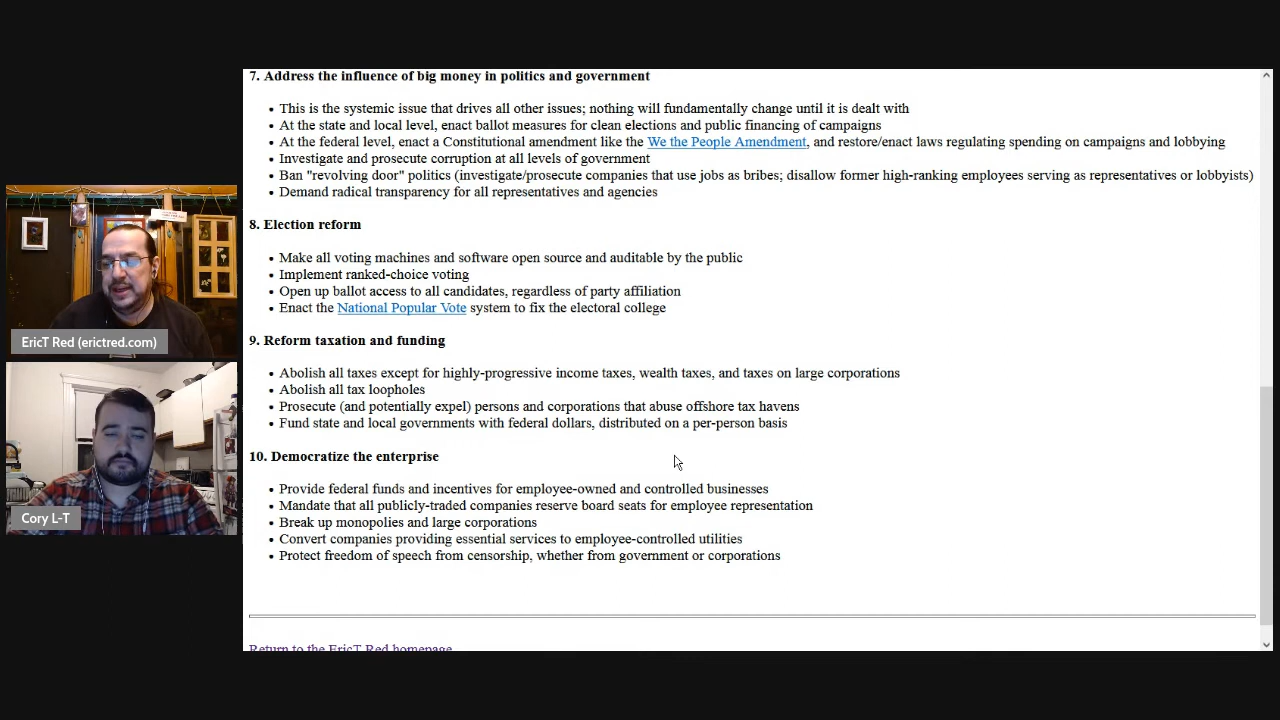 7. Address the influence of big money in politics and government
This is the systemic issue that drives all other issues; nothing will fundamentally change until it is dealt with
At the state and local level, enact ballot measures for clean elections and public financing of campaigns
At the federal level, enact a Constitutional amendment like the We the People Amendment, and restore/enact laws regulating spending on campaigns and lobbying
Investigate and prosecute corruption at all levels of government
Ban "revolving door" politics (investigate/prosecute companies that use jobs as bribes; disallow former high-ranking employees serving as representatives or lobbyists)
Demand radical transparency for all representatives and agencies
8. Election reform
Make all voting machines and software open source and auditable by the public
Implement ranked-choice voting
Open up ballot access to all candidates, regardless of party affiliation
Enact the National Popular Vote system to fix the electoral college
9. Reform taxation and funding
Abolish all taxes except for highly-progressive income taxes, wealth taxes, and taxes on large corporations
Abolish all tax loopholes
Prosecute (and potentially expel) persons and corporations that abuse offshore tax havens
Fund state and local governments with federal dollars, distributed on a per-person basis
10. Democratize the enterprise
Provide federal funds and incentives for employee-owned and controlled businesses
Mandate that all publicly-traded companies reserve board seats for employee representation
Break up monopolies and large corporations
Convert companies providing essential services to employee-controlled utilities
Protect freedom of speech from censorship, whether from government or corporations
Return to the EricT Red homepage
EricT Red (erictred.com)
Cory L-T